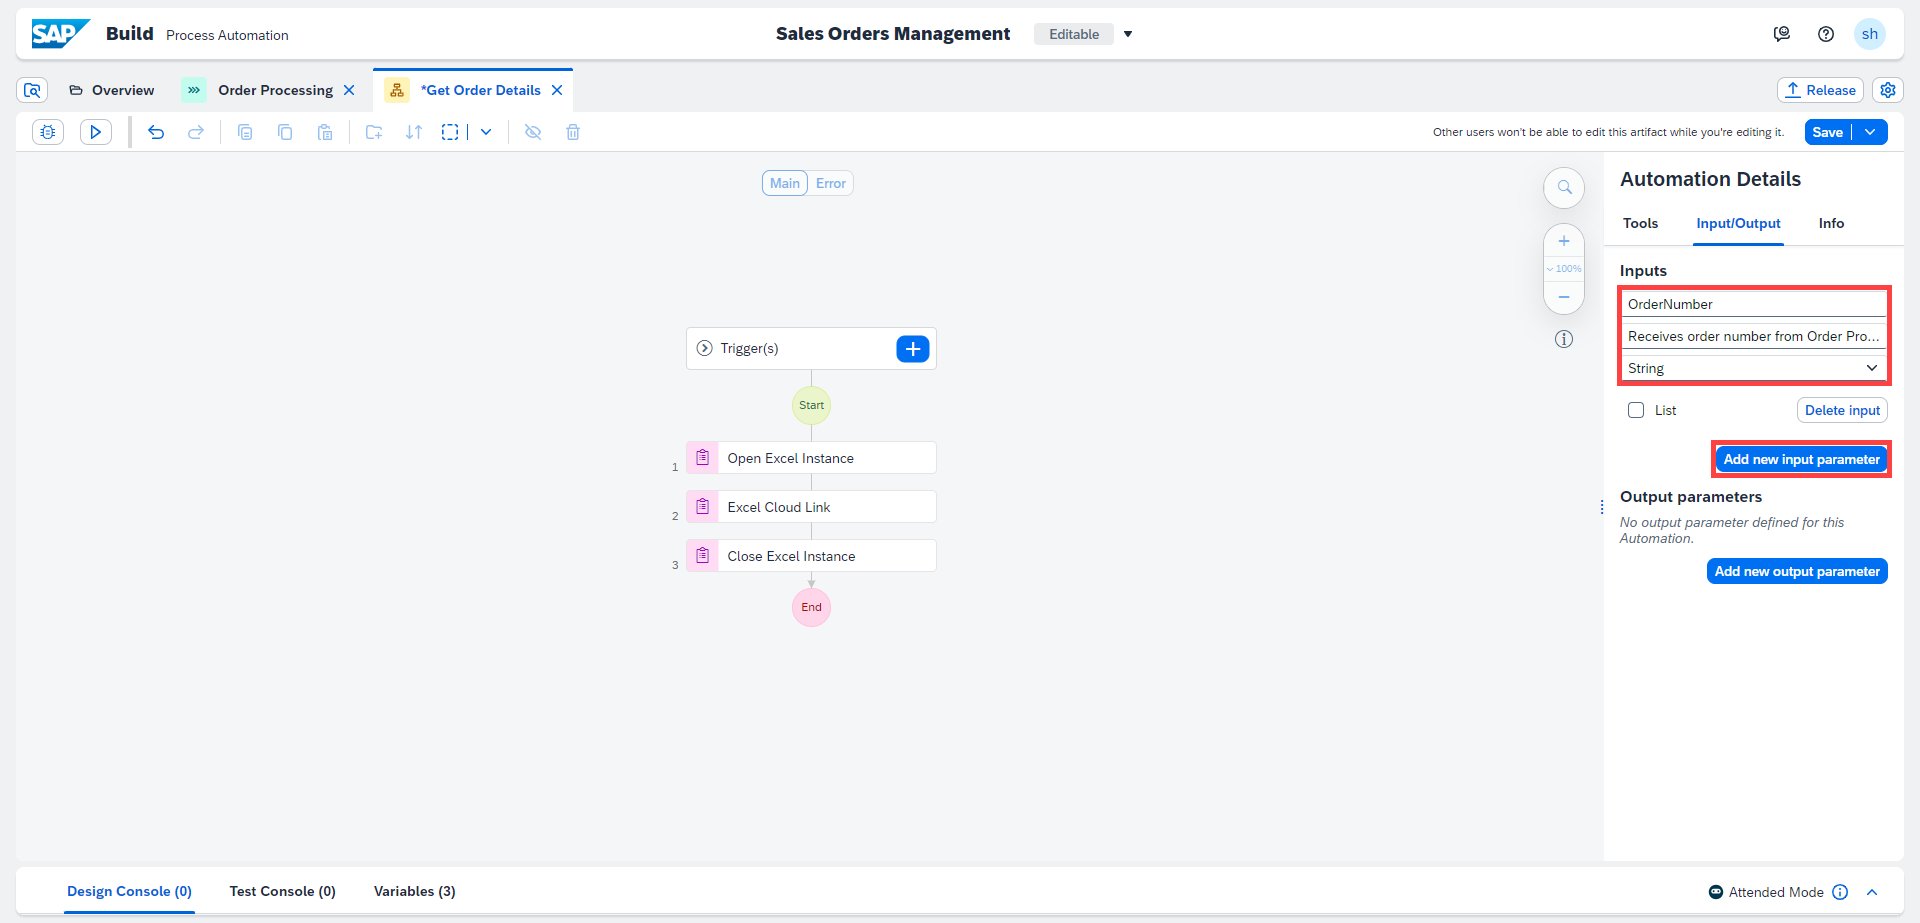 SAP Build Process Automation
Sales Orders Management Editable
sh
Overview
Order Processing
*Get Order Details
Release
Other users won't be able to edit this artifact while you're editing it.
Save
Main Error
100%
Trigger(s)
Start
1 Open Excel Instance
2 Excel Cloud Link
3 Close Excel Instance
End
Automation Details
Tools Input/Output Info
Inputs
OrderNumber
Receives order number from Order Pro...
String
List Delete input
Add new input parameter
Output parameters
No output parameter defined for this
Automation.
Add new output parameter
Design Console (0) Test Console (0) Variables (3)
Attended Mode